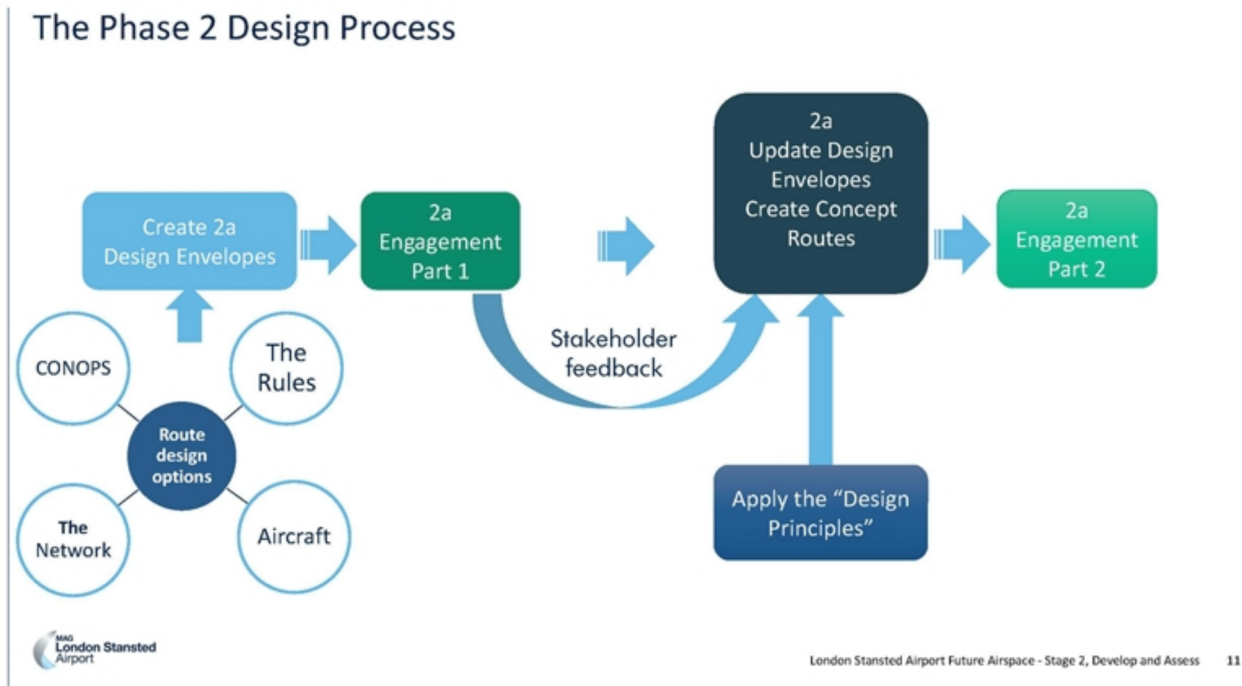 The Phase 2 Design Process
Create 2a
Design Envelopes
2a
Engagement
Part 1
2a
Update Design
Envelopes
Create Concept
Routes
2a
Engagement
Part 2
Stakeholder
feedback
CONOPS
The
Rules
Route
design
options
The
Network
Aircraft
Apply the “Design
Principles”
MAG
London Stansted
Airport
London Stansted Airport Future Airspace - Stage 2, Develop and Assess 11